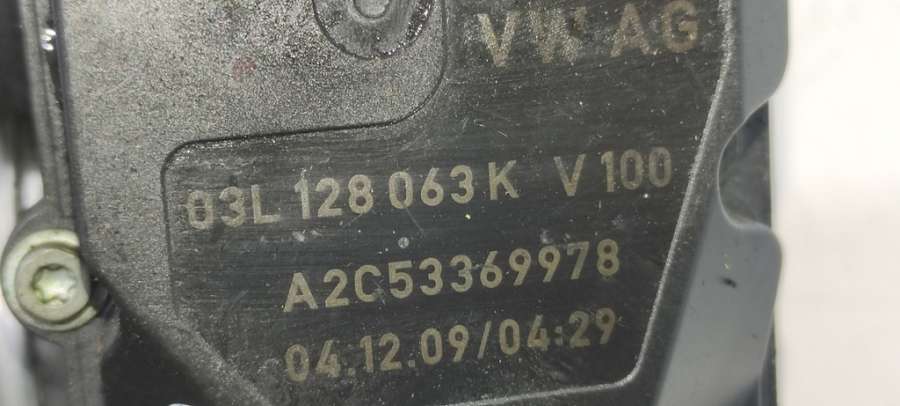 VW AG
03L 128 063 K V 100
A2C53369978
04.12.09/04:29